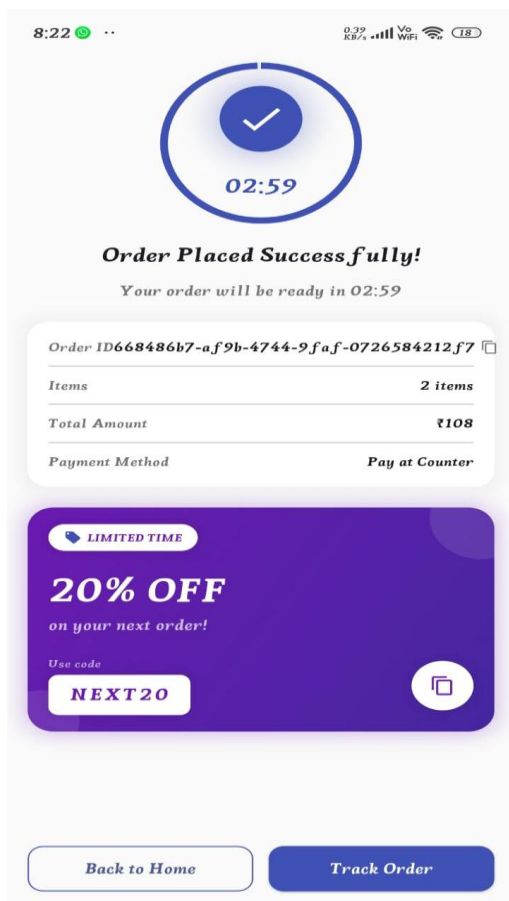 8:22
0.39 KB/s Vo WiFi 18
02:59
Order Placed Successfully!
Your order will be ready in 02:59
Order ID668486b7-af9b-4744-9faf-0726584212f7
Items 2 items
Total Amount ₹108
Payment Method Pay at Counter
LIMITED TIME
20% OFF
on your next order!
Use code
NEXT20
Back to Home Track Order